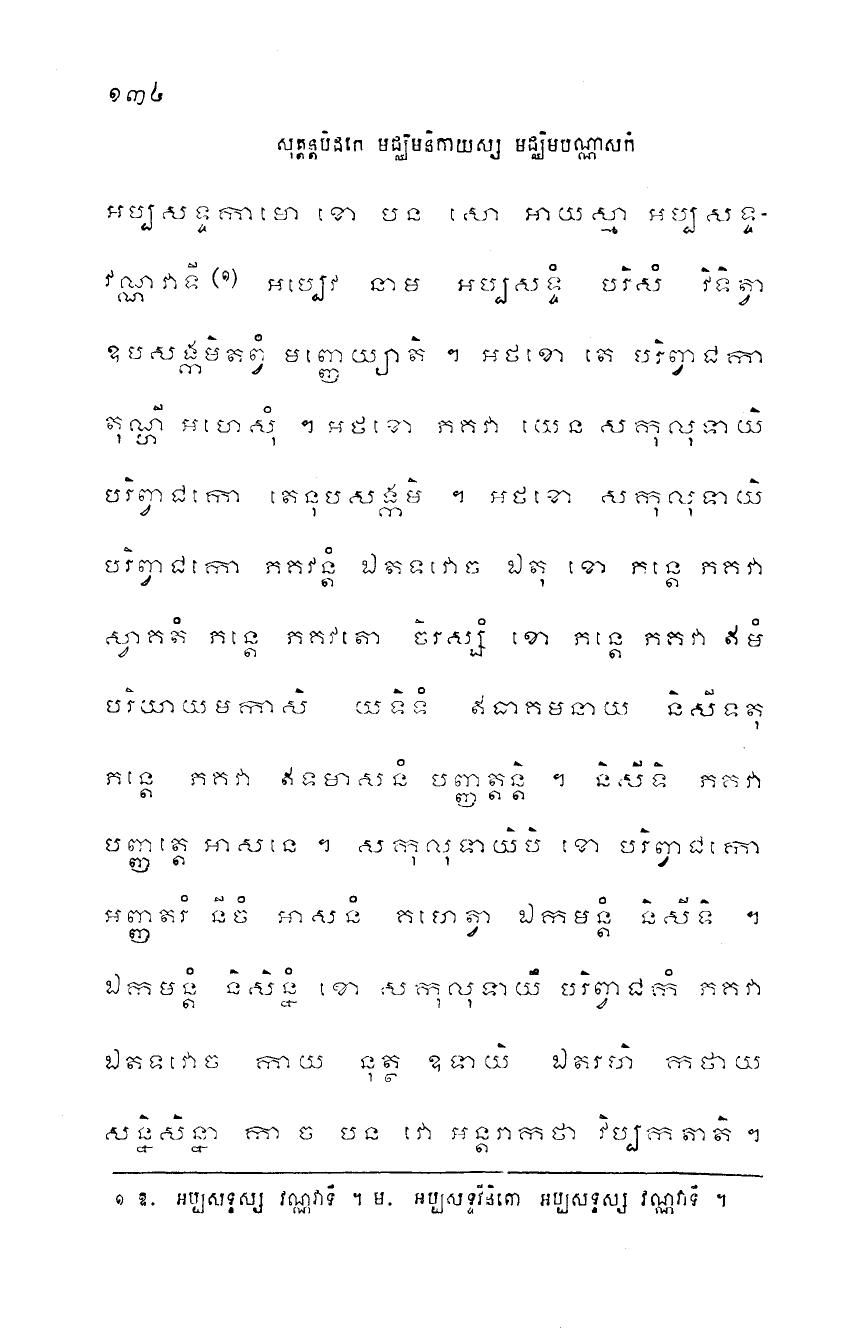 ១៣៤
សុត្តន្តបិដកេ មជ្ឈិមនិកាយស្ស មជ្ឈិមបណ្ណាសកំ
អប្បសទ្ទកាមោ ខោ បន សោ អាយស្មា អប្បសទ្ទ-
វណ្ណវាទី (១) អប្បេវ នាម អប្បសទ្ទំ បរិសំ វិទិត្វា
ឧបសង្កមិតព្វំ មញ្ញេយ្យាតិ ។ អថខោ តេ បរិព្វាជកា
តុណ្ហី អហេសុំ ។ អថខោ ភគវា យេន សកុលុទាយិ
បរិព្វាជកោ តេនុបសង្កមិ ។ អថខោ សកុលុទាយិ
បរិព្វាជកោ ភគវន្តំ ឯតទវោច ឯតុ ខោ ភន្តេ ភគវា
ស្វាគតំ ភន្តេ ភគវតោ ចិរស្សំ ខោ ភន្តេ ភគវា ឥមំ
បរិយាយមកាសិ យទិទំ ឥធាគមនាយ និសីទតុ
ភន្តេ ភគវា ឥទមាសនំ បញ្ញត្តន្តិ ។ និសីទិ ភគវា
បញ្ញត្តេ អាសនេ ។ សកុលុទាយិបិ ខោ បរិព្វាជកោ
អញ្ញតរំ នីចំ អាសនំ គហេត្វា ឯកមន្តំ និសីទិ ។
ឯកមន្តំ និសិន្នំ ខោ សកុលុទាយឹ បរិព្វាជកំ ភគវា
ឯតទវោច កាយ នុត្ថ ឧទាយិ ឯតរហិ កថាយ
សន្និសិន្នា កា ច បន វោ អន្តរាកថា វិប្បកតាតិ ។
១ ឧ. អប្បសទ្ទស្ស វណ្ណវាទី ។ ម. អប្បសទ្ទវិនីតោ អប្បសទ្ទស្ស វណ្ណវាទី ។